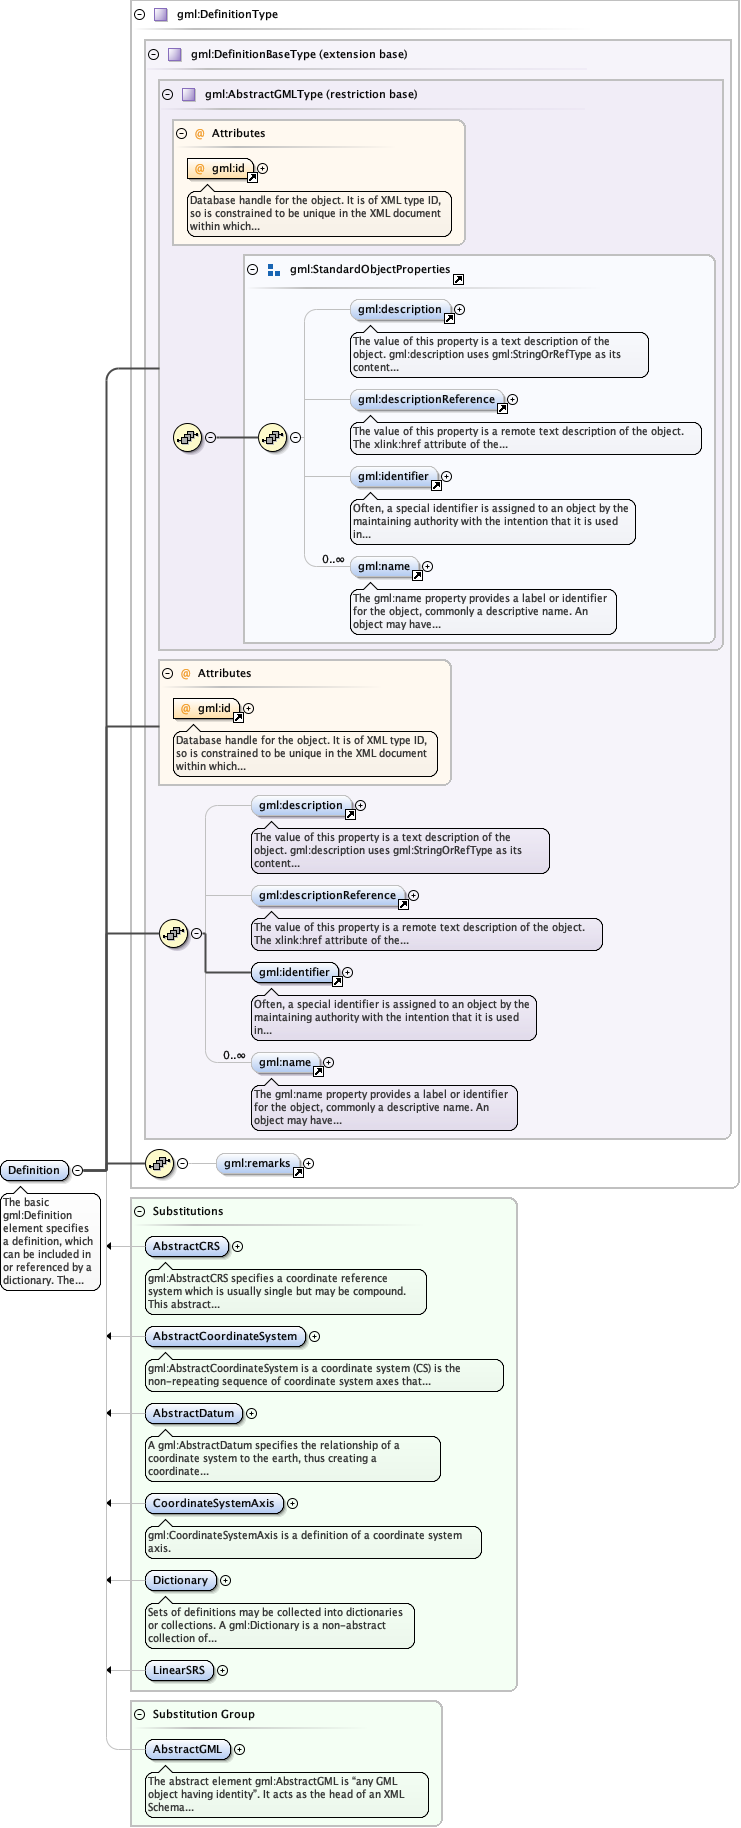 gml:DefinitionType
gml:DefinitionBaseType (extension base)
gml:AbstractGMLType (restriction base)
@ Attributes
@ gml:id
Database handle for the object. It is of XML type ID,
so is constrained to be unique in the XML document
within which...
gml:StandardObjectProperties
gml:description
The value of this property is a text description of the
object. gml:description uses gml:StringOrRefType as its
content...
gml:descriptionReference
The value of this property is a remote text description of the object.
The xlink:href attribute of the...
gml:identifier
Often, a special identifier is assigned to an object by the
maintaining authority with the intention that it is used
in...
0..∞
gml:name
The gml:name property provides a label or identifier
for the object, commonly a descriptive name. An
object may have...
@ Attributes
@ gml:id
Database handle for the object. It is of XML type ID,
so is constrained to be unique in the XML document
within which...
gml:description
The value of this property is a text description of the
object. gml:description uses gml:StringOrRefType as its
content...
gml:descriptionReference
The value of this property is a remote text description of the object.
The xlink:href attribute of the...
gml:identifier
Often, a special identifier is assigned to an object by the
maintaining authority with the intention that it is used
in...
0..∞
gml:name
The gml:name property provides a label or identifier
for the object, commonly a descriptive name. An
object may have...
gml:remarks
Definition
The basic
gml:Definition
element specifies
a definition, which
can be included in
or referenced by a
dictionary. The...
Substitutions
AbstractCRS
gml:AbstractCRS specifies a coordinate reference
system which is usually single but may be compound.
This abstract...
AbstractCoordinateSystem
gml:AbstractCoordinateSystem is a coordinate system (CS) is the
non-repeating sequence of coordinate system axes that...
AbstractDatum
A gml:AbstractDatum specifies the relationship of a
coordinate system to the earth, thus creating a
coordinate...
CoordinateSystemAxis
gml:CoordinateSystemAxis is a definition of a coordinate system
axis.
Dictionary
Sets of definitions may be collected into dictionaries
or collections. A gml:Dictionary is a non-abstract
collection of...
LinearSRS
Substitution Group
AbstractGML
The abstract element gml:AbstractGML is “any GML
object having identity”. It acts as the head of an XML
Schema...